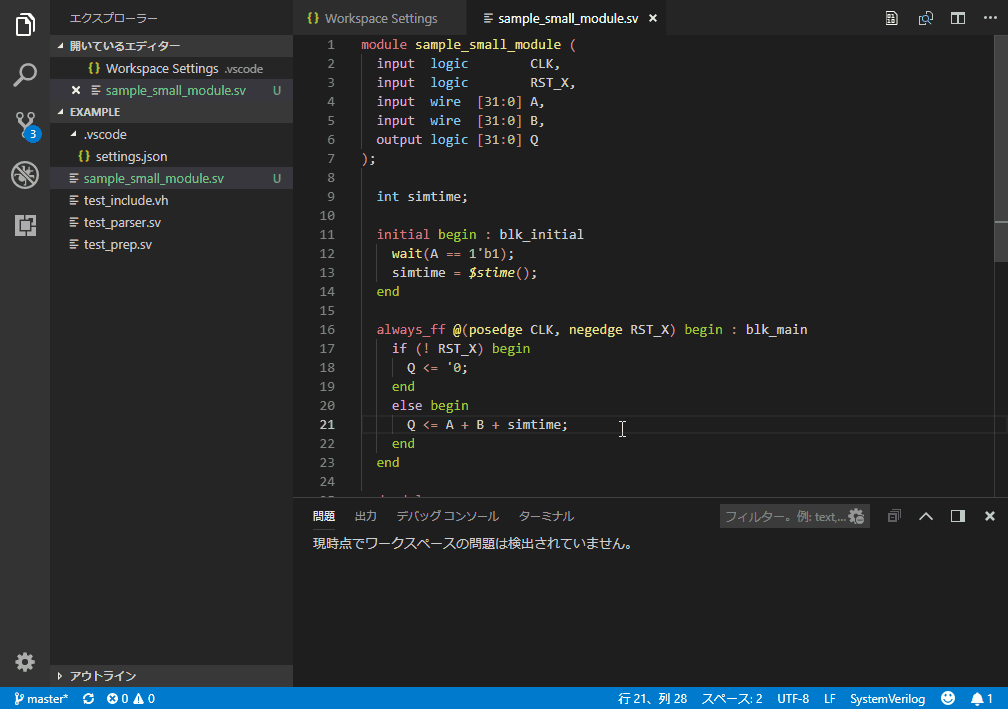 エクスプローラー
開いているエディター
{} Workspace Settings .vscode
sample_small_module.sv U
EXAMPLE
.vscode
{} settings.json
sample_small_module.sv U
test_include.vh
test_parser.sv
test_prep.sv
アウトライン
3
{} Workspace Settings
sample_small_module.sv
1 module sample_small_module (
2 input logic CLK,
3 input logic RST_X,
4 input wire [31:0] A,
5 input wire [31:0] B,
6 output logic [31:0] Q
7 );
8
9 int simtime;
10
11 initial begin : blk_initial
12 wait(A == 1'b1);
13 simtime = $stime();
14 end
15
16 always_ff @(posedge CLK, negedge RST_X) begin : blk_main
17 if (! RST_X) begin
18 Q <= '0;
19 end
20 else begin
21 Q <= A + B + simtime;
22 end
23 end
24
問題 出力 デバッグ コンソール ターミナル フィルター。例: text,...
現時点でワークスペースの問題は検出されていません。
master* 0 0 行 21、列 28 スペース: 2 UTF-8 LF SystemVerilog 1